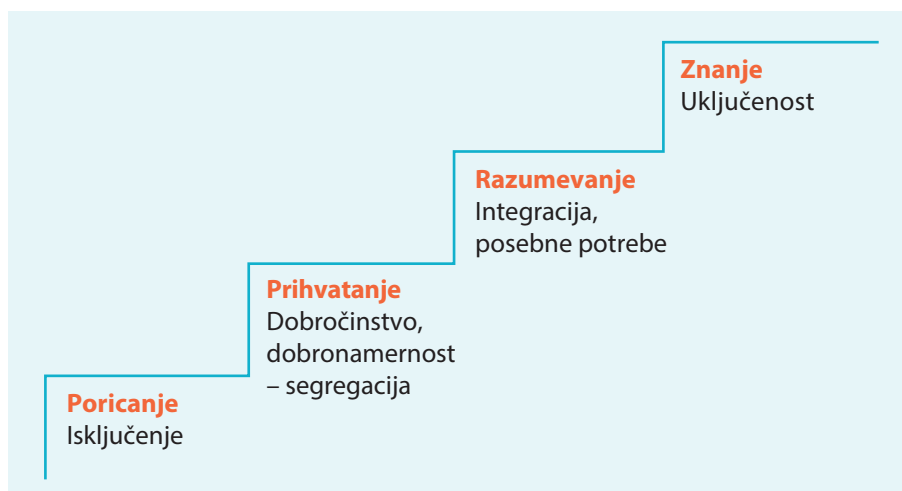 Znanje
Uključenost
Razumevanje
Integracija,
posebne potrebe
Prihvatanje
Dobročinstvo,
dobronamernost
– segregacija
Poricanje
Isključenje